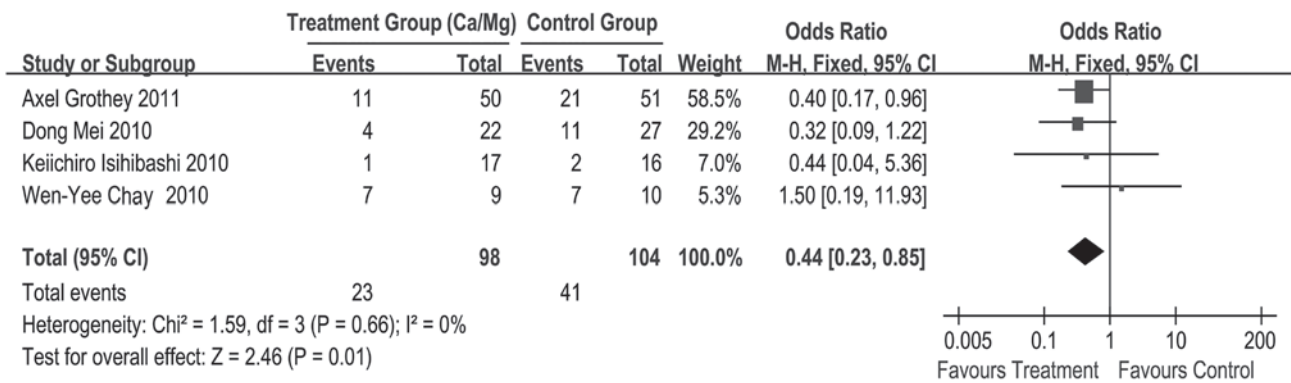 Treatment Group (Ca/Mg) Control Group Odds Ratio Odds Ratio
Study or Subgroup Events Total Events Total Weight M-H, Fixed, 95% CI M-H, Fixed, 95% CI
Axel Grothey 2011 11 50 21 51 58.5% 0.40 [0.17, 0.96]
Dong Mei 2010 4 22 11 27 29.2% 0.32 [0.09, 1.22]
Keiichiro Isihibashi 2010 1 17 2 16 7.0% 0.44 [0.04, 5.36]
Wen-Yee Chay 2010 7 9 7 10 5.3% 1.50 [0.19, 11.93]
Total (95% CI) 98 104 100.0% 0.44 [0.23, 0.85]
Total events 23 41
Heterogeneity: Chi² = 1.59, df = 3 (P = 0.66); I² = 0%
Test for overall effect: Z = 2.46 (P = 0.01)
0.005 0.1 1 10 200
Favours Treatment Favours Control